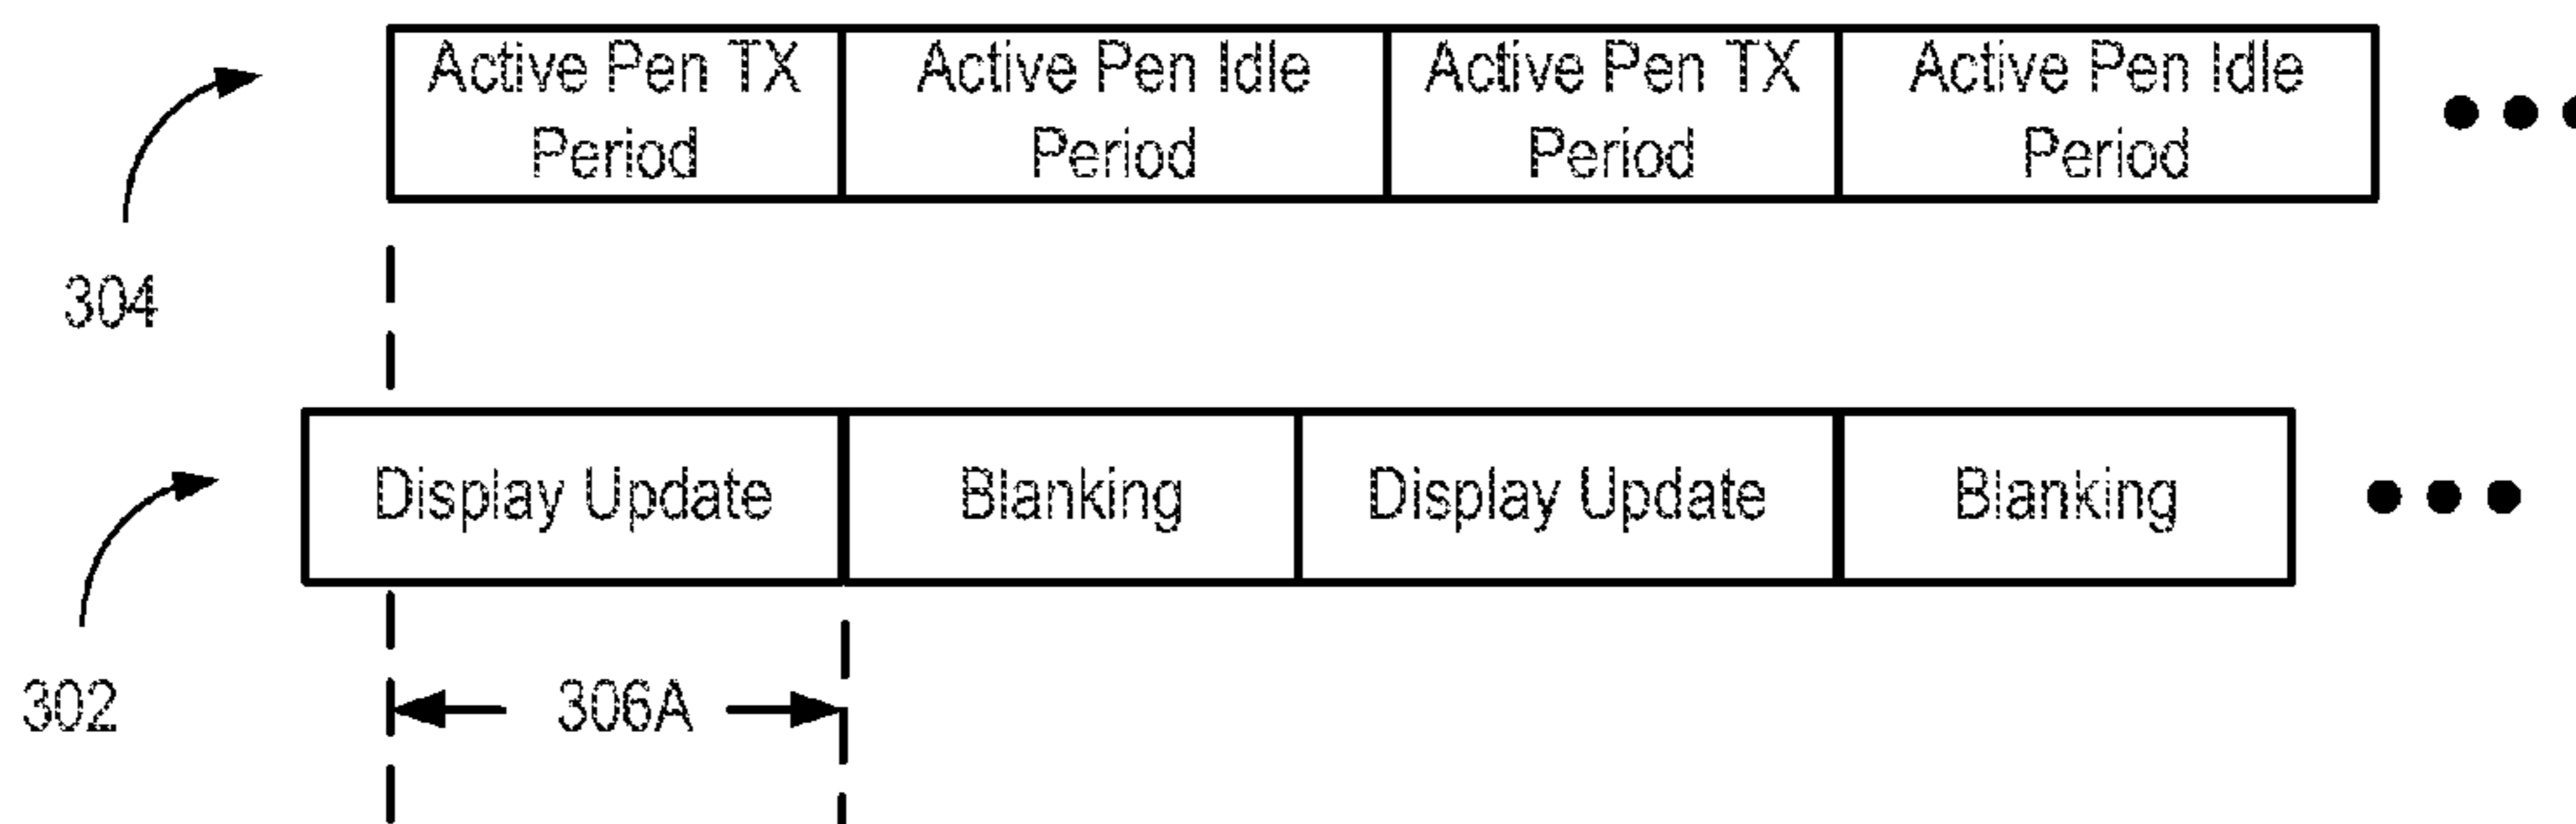 Active Pen TX Period
Active Pen Idle Period
Active Pen TX Period
Active Pen Idle Period
304
Display Update
Blanking
Display Update
Blanking
302
306A